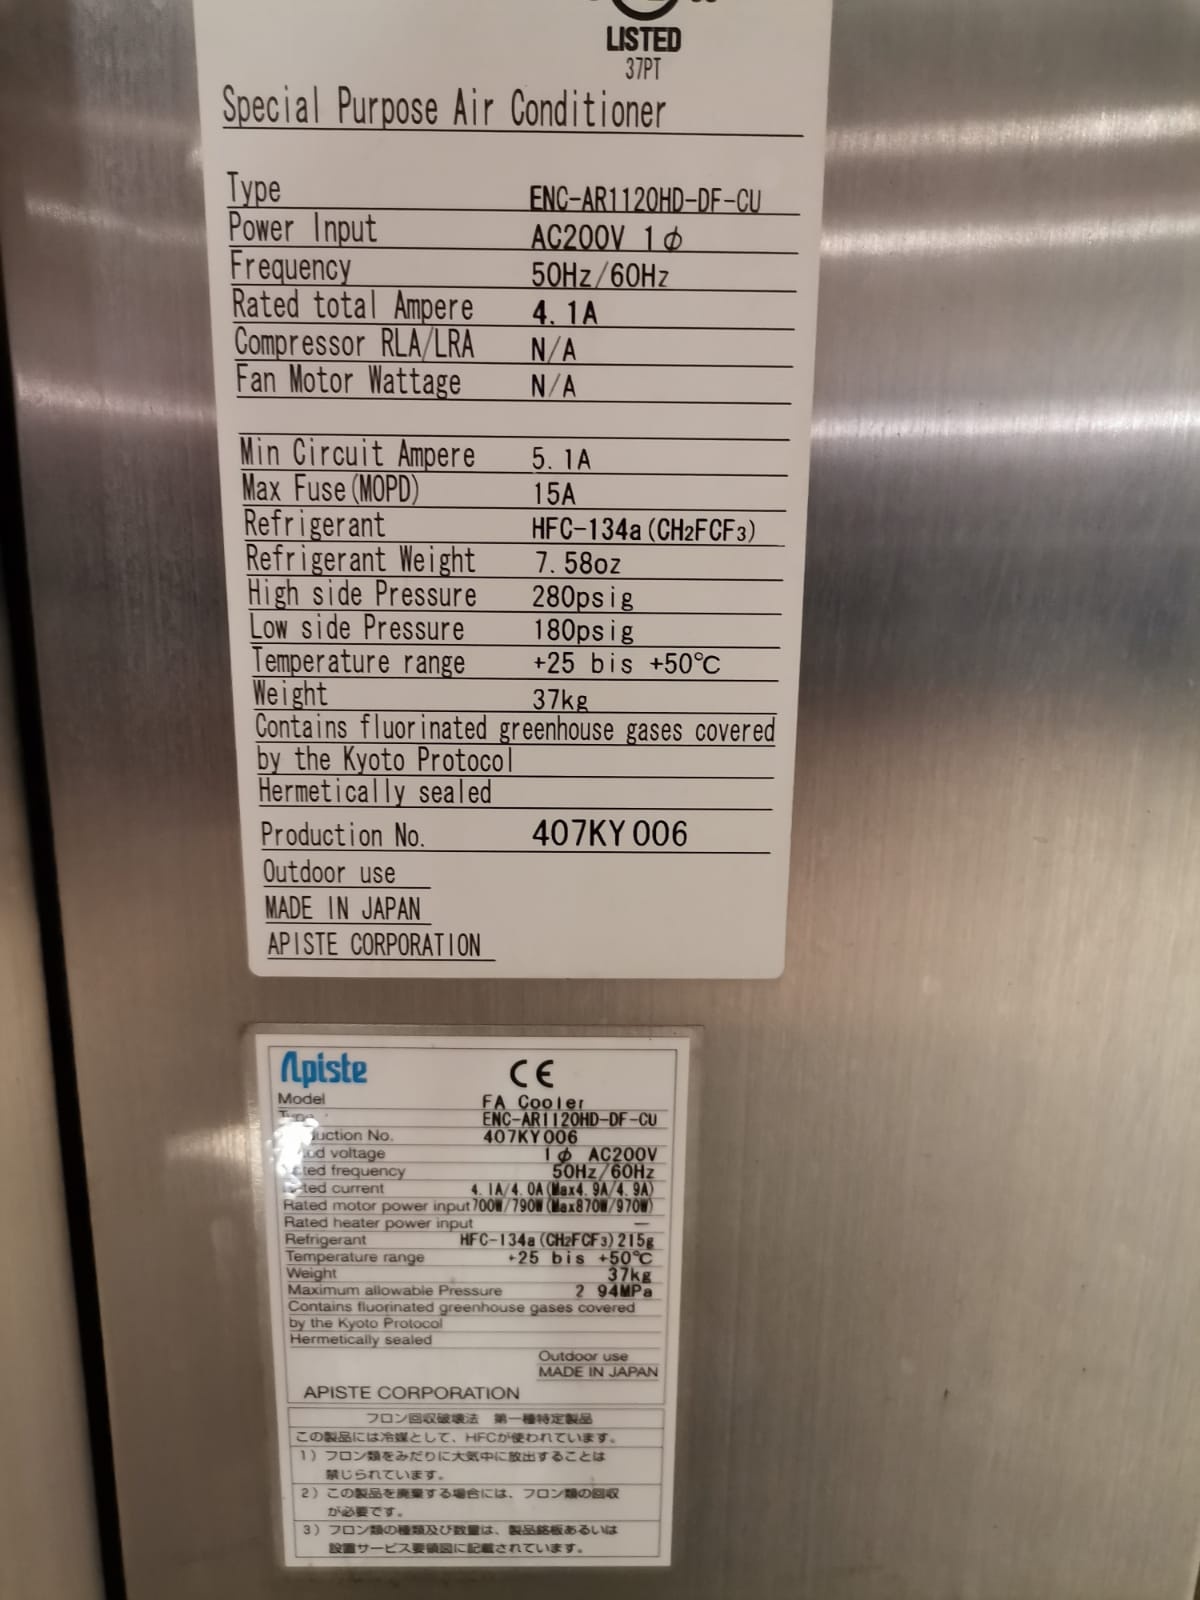 LISTED
37PT
Special Purpose Air Conditioner
Type ENC-AR1120HD-DF-CU
Power Input AC200V 1φ
Frequency 50Hz/60Hz
Rated total Ampere 4.1A
Compressor RLA/LRA N/A
Fan Motor Wattage N/A
Min Circuit Ampere 5.1A
Max Fuse(MOPD) 15A
Refrigerant HFC-134a(CH2FCF3)
Refrigerant Weight 7.58oz
High side Pressure 280psig
Low side Pressure 180psig
Temperature range +25 bis +50℃
Weight 37kg
Contains fluorinated greenhouse gases covered
by the Kyoto Protocol
Hermetically sealed
Production No. 407KY006
Outdoor use
MADE IN JAPAN
APISTE CORPORATION
Apiste CE
Model FA Cooler
ENC-AR1120HD-DF-CU
No. 407KY006
voltage 1φ AC200V
frequency 50Hz/60Hz
current 4.1A/4.0A(Max4.9A/4.9A)
Rated motor power input 700W/790W(Max870W/970W)
Rated heater power input —
Refrigerant HFC-134a(CH2FCF3)215g
Temperature range +25 bis +50℃
Weight 37kg
Maximum allowable Pressure 2 94MPa
Contains fluorinated greenhouse gases covered
by the Kyoto Protocol
Hermetically sealed
Outdoor use
MADE IN JAPAN
APISTE CORPORATION
フロン回収破壊法 第一種特定製品
この製品には冷媒として、HFCが使われています。
1）フロン類をみだりに大気中に放出することは
禁じられています。
2）この製品を廃棄する場合には、フロン類の回収
が必要です。
3）フロン類の種類及び数量は、製品銘板あるいは
設置サービス要領図に記載されています。